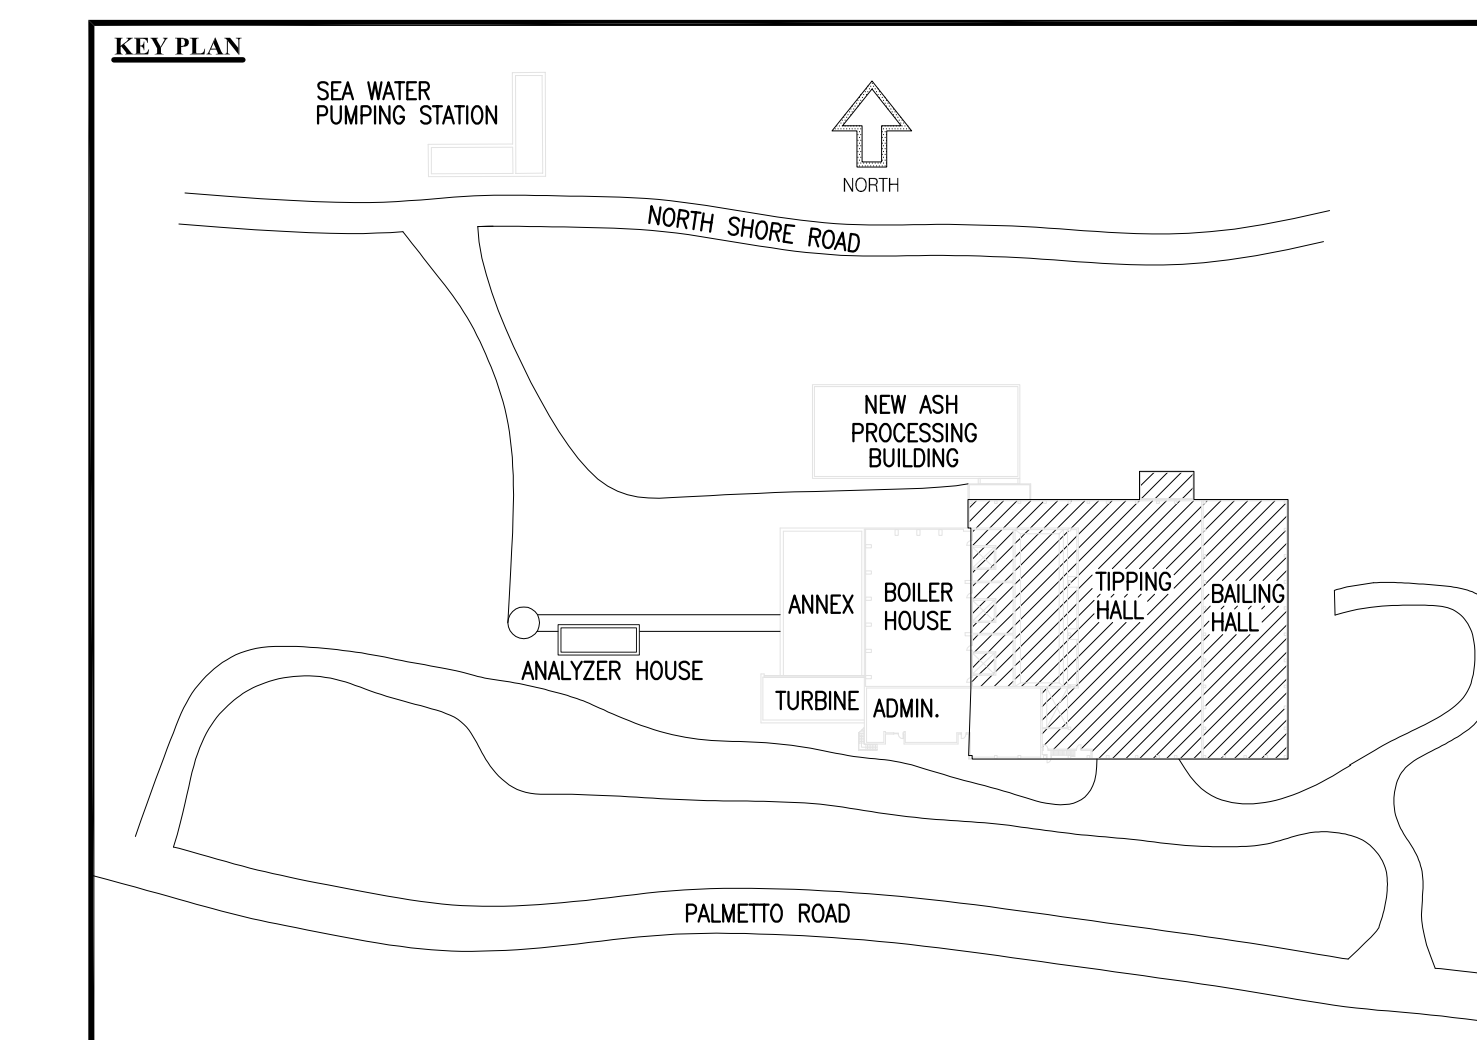 KEY PLAN
SEA WATER
PUMPING STATION
NORTH
NORTH SHORE ROAD
NEW ASH
PROCESSING
BUILDING
TIPPING
HALL
BAILING
HALL
BOILER
HOUSE
ANNEX
ANALYZER HOUSE
TURBINE
ADMIN.
PALMETTO ROAD